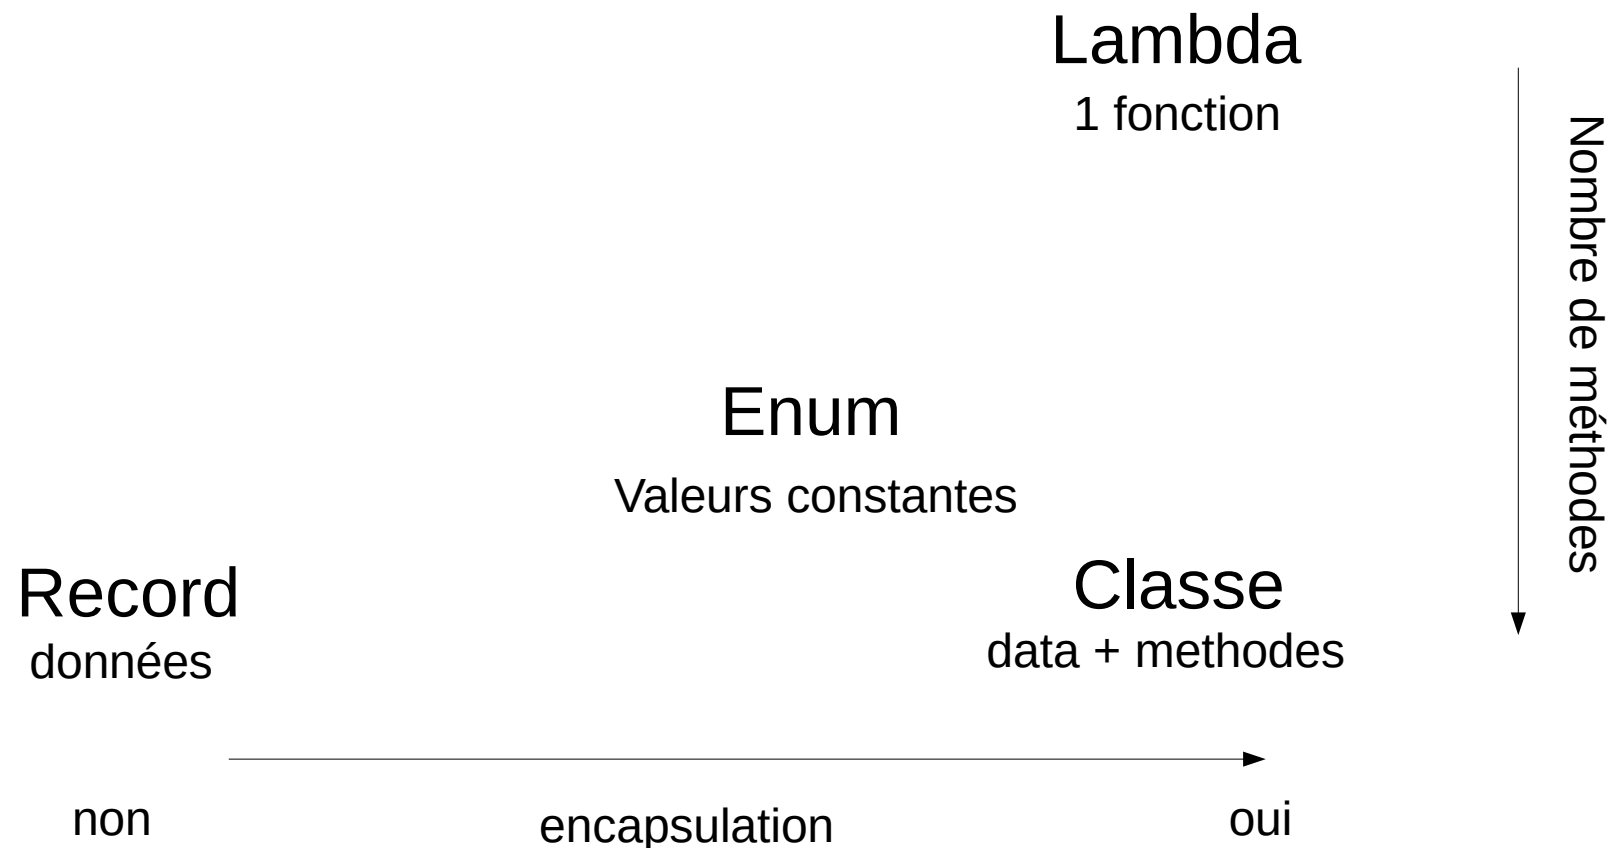 Lambda
1 fonction
Nombre de méthodes
Enum
Valeurs constantes
Record
données
Classe
data + methodes
non
encapsulation
oui